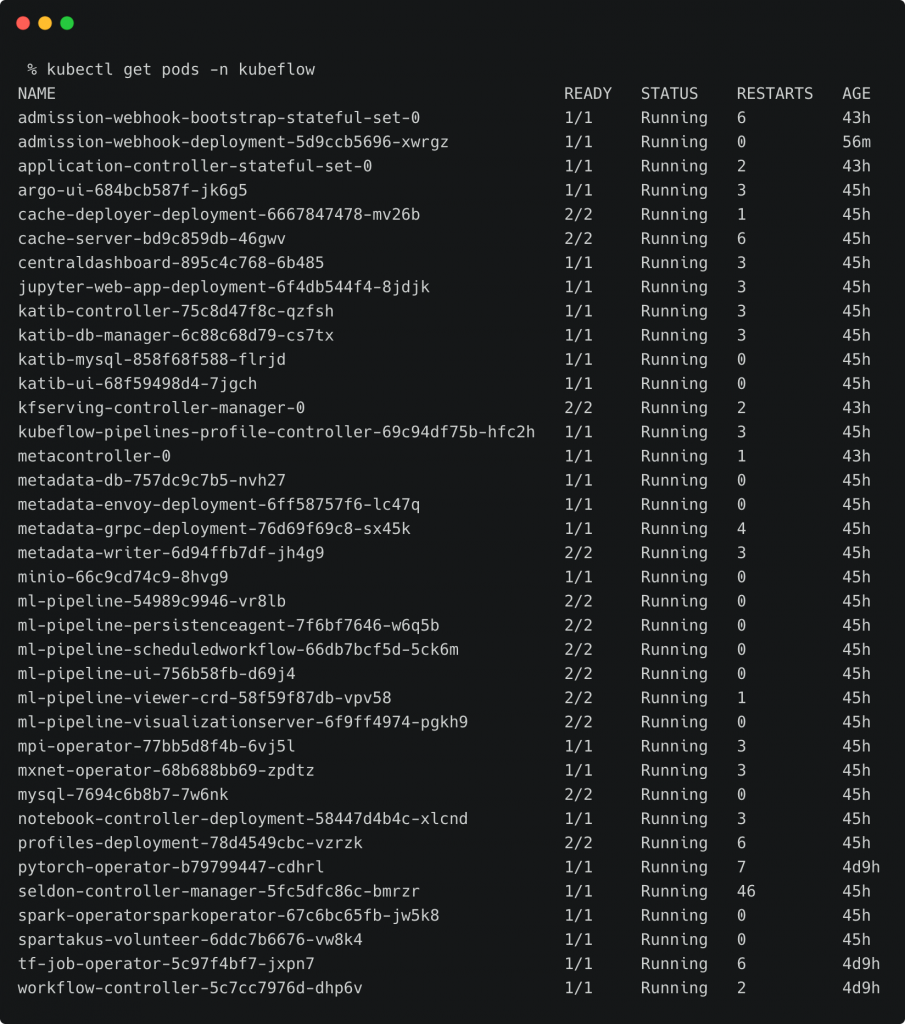 % kubectl get pods -n kubeflow
NAME READY STATUS RESTARTS AGE
admission-webhook-bootstrap-stateful-set-0 1/1 Running 6 43h
admission-webhook-deployment-5d9ccb5696-xwrgz 1/1 Running 0 56m
application-controller-stateful-set-0 1/1 Running 2 43h
argo-ui-684bcb587f-jk6g5 1/1 Running 3 45h
cache-deployer-deployment-6667847478-mv26b 2/2 Running 1 45h
cache-server-bd9c859db-46gwv 2/2 Running 6 45h
centraldashboard-895c4c768-6b485 1/1 Running 3 45h
jupyter-web-app-deployment-6f4db544f4-8jdjk 1/1 Running 3 45h
katib-controller-75c8d47f8c-qzfsh 1/1 Running 3 45h
katib-db-manager-6c88c68d79-cs7tx 1/1 Running 3 45h
katib-mysql-858f68f588-flrjd 1/1 Running 0 45h
katib-ui-68f59498d4-7jgch 1/1 Running 0 45h
kfserving-controller-manager-0 2/2 Running 2 43h
kubeflow-pipelines-profile-controller-69c94df75b-hfc2h 1/1 Running 3 45h
metacontroller-0 1/1 Running 1 43h
metadata-db-757dc9c7b5-nvh27 1/1 Running 0 45h
metadata-envoy-deployment-6ff58757f6-lc47q 1/1 Running 0 45h
metadata-grpc-deployment-76d69f69c8-sx45k 1/1 Running 4 45h
metadata-writer-6d94ffb7df-jh4g9 2/2 Running 3 45h
minio-66c9cd74c9-8hvg9 1/1 Running 0 45h
ml-pipeline-54989c9946-vr8lb 2/2 Running 0 45h
ml-pipeline-persistenceagent-7f6bf7646-w6q5b 2/2 Running 0 45h
ml-pipeline-scheduledworkflow-66db7bcf5d-5ck6m 2/2 Running 0 45h
ml-pipeline-ui-756b58fb-d69j4 2/2 Running 0 45h
ml-pipeline-viewer-crd-58f59f87db-vpv58 2/2 Running 1 45h
ml-pipeline-visualizationserver-6f9ff4974-pgkh9 2/2 Running 0 45h
mpi-operator-77bb5d8f4b-6vj5l 1/1 Running 3 45h
mxnet-operator-68b688bb69-zpdtz 1/1 Running 3 45h
mysql-7694c6b8b7-7w6nk 2/2 Running 0 45h
notebook-controller-deployment-58447d4b4c-xlcnd 1/1 Running 3 45h
profiles-deployment-78d4549cbc-vzrzk 2/2 Running 6 45h
pytorch-operator-b79799447-cdhrl 1/1 Running 7 4d9h
seldon-controller-manager-5fc5dfc86c-bmrzr 1/1 Running 46 45h
spark-operatorsparkoperator-67c6bc65fb-jw5k8 1/1 Running 0 45h
spartakus-volunteer-6ddc7b6676-vw8k4 1/1 Running 0 45h
tf-job-operator-5c97f4bf7-jxpn7 1/1 Running 6 4d9h
workflow-controller-5c7cc7976d-dhp6v 1/1 Running 2 4d9h